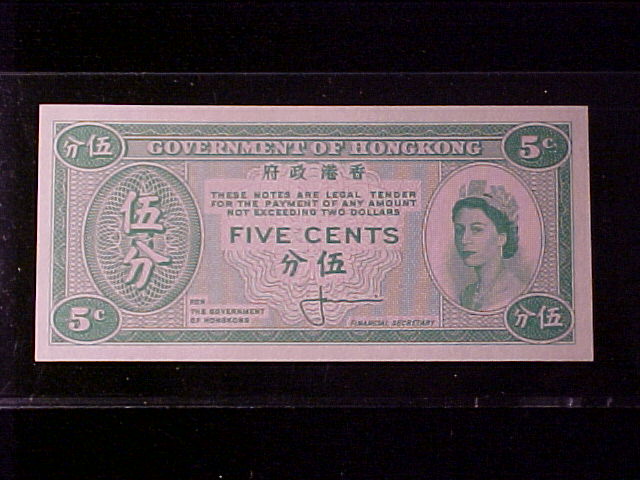 分伍
GOVERNMENT OF HONGKONG
5c.
府政港香
THESE NOTES ARE LEGAL TENDER
FOR THE PAYMENT OF ANY AMOUNT
NOT EXCEEDING TWO DOLLARS
伍分
FIVE CENTS
分伍
FOR
THE GOVERNMENT
OF HONGKONG
FINANCIAL SECRETARY
5c
分伍